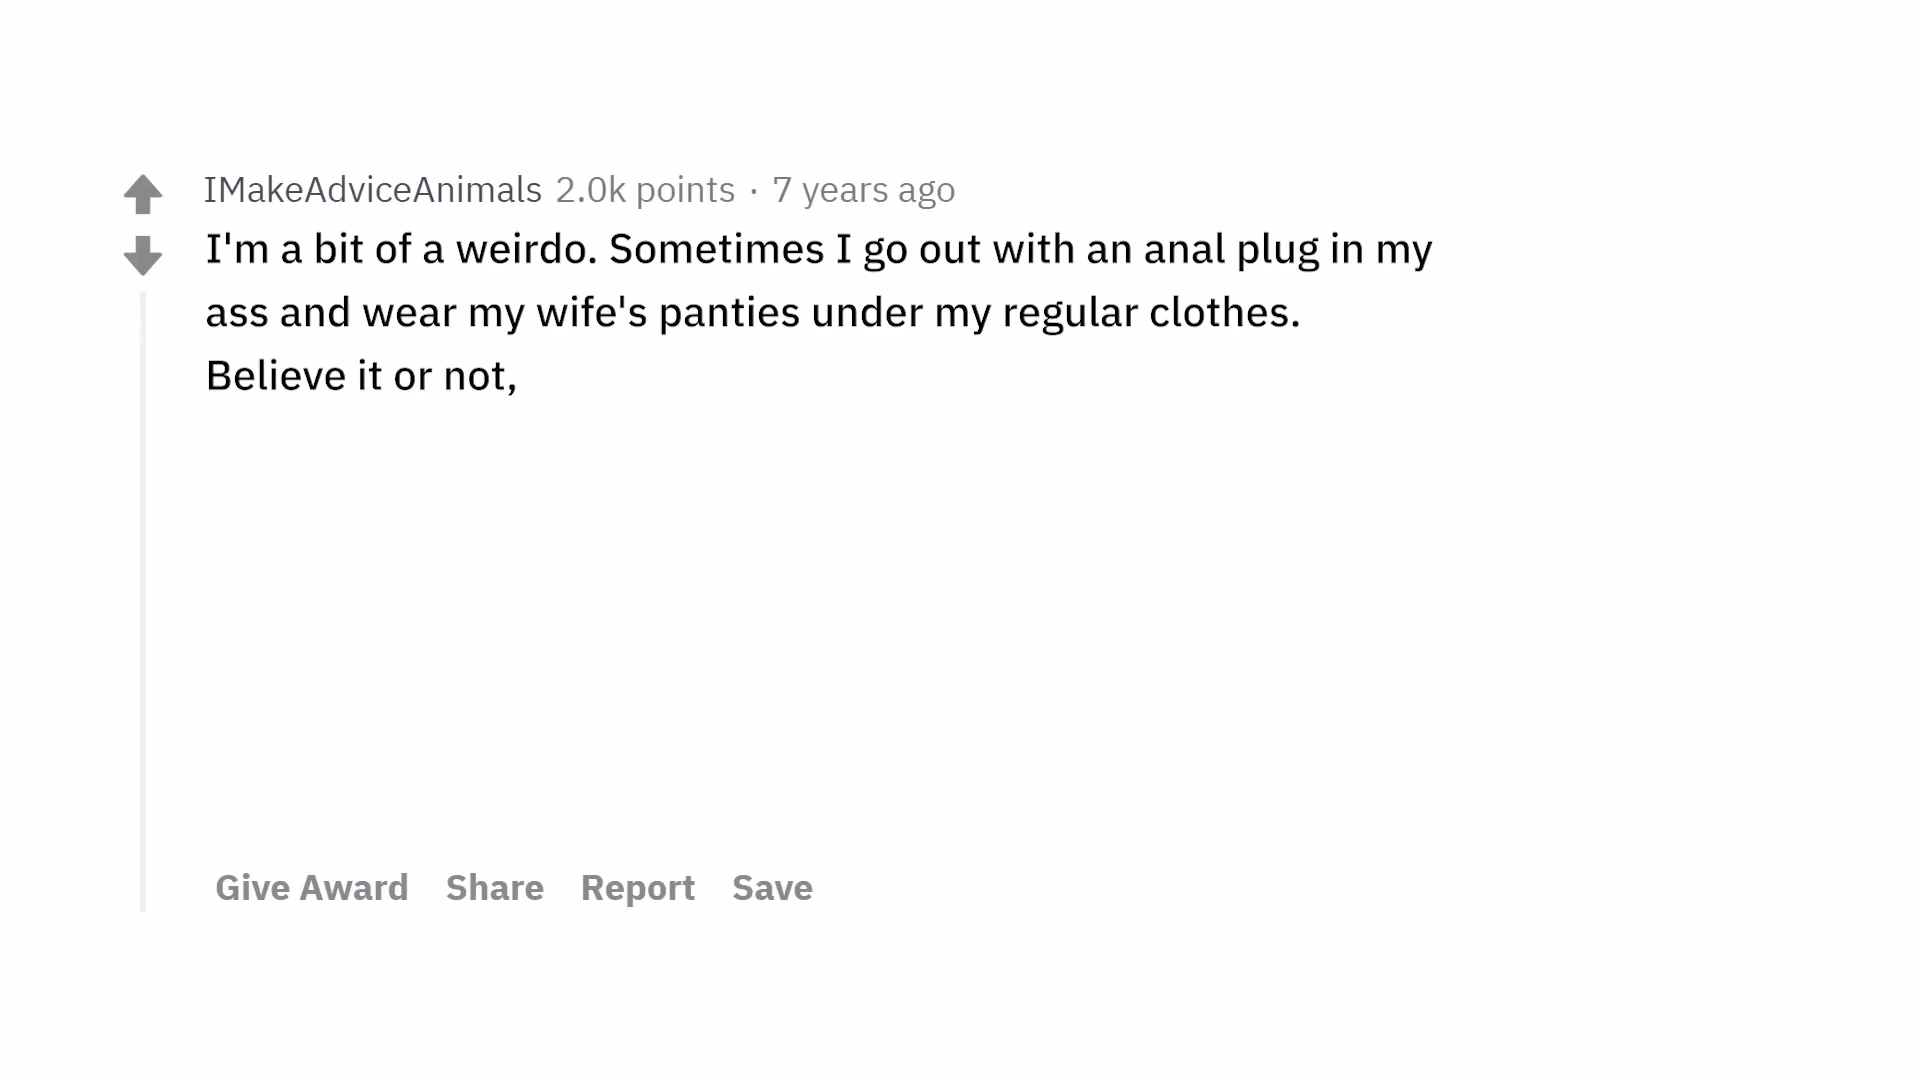 IMakeAdviceAnimals 2.0k points · 7 years ago
I'm a bit of a weirdo. Sometimes I go out with an anal plug in my
ass and wear my wife's panties under my regular clothes.
Believe it or not,
Give Award Share Report Save